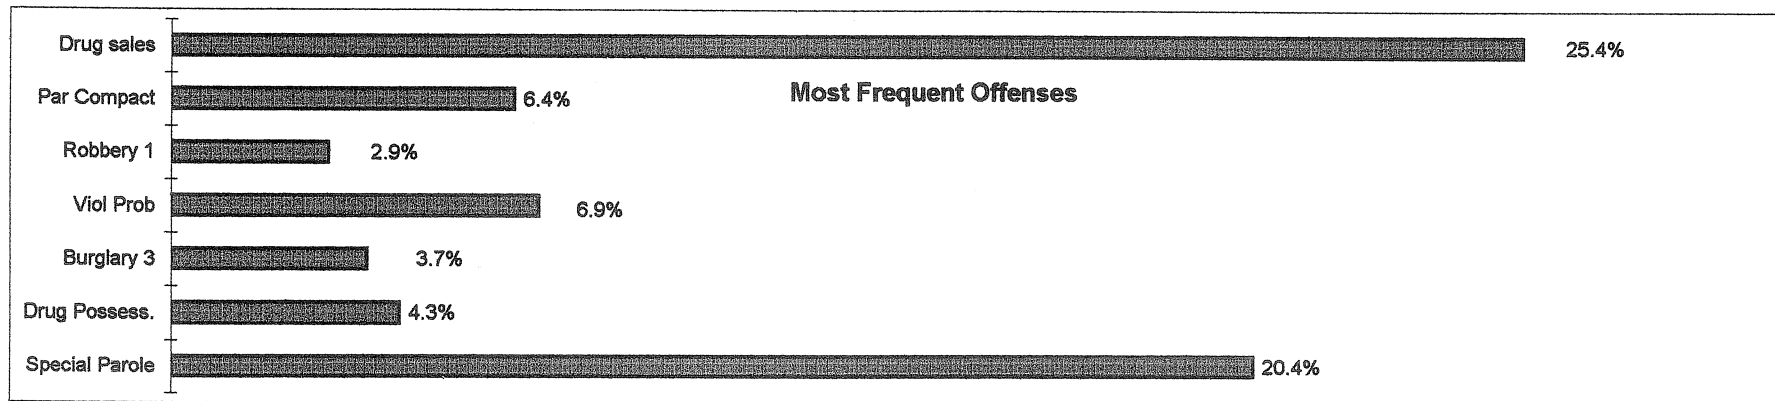 Drug sales 25.4%
Most Frequent Offenses
Par Compact 6.4%
Robbery 1 2.9%
Viol Prob 6.9%
Burglary 3 3.7%
Drug Possess. 4.3%
Special Parole 20.4%